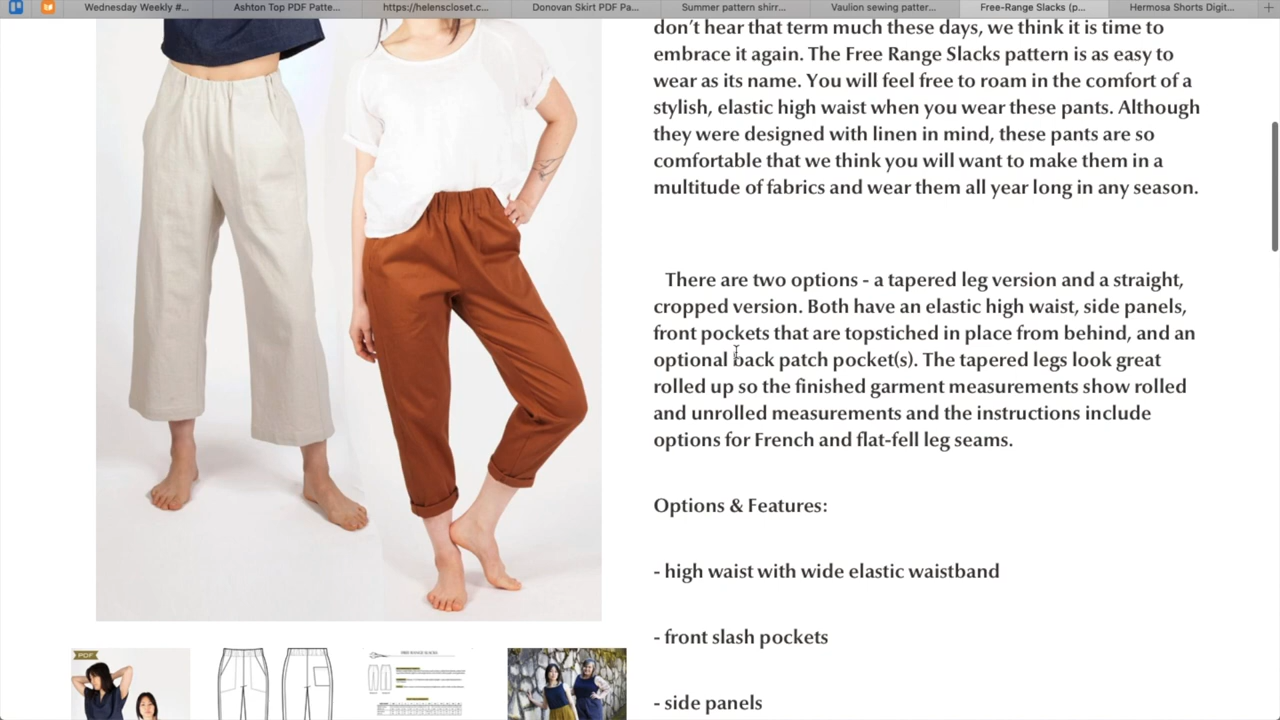 Wednesday Weekly #...
Ashton Top PDF Patte...
https://helenscloset.c...
Donovan Skirt PDF Pa...
Summer pattern shirr...
Vaulion sewing patter...
Free-Range Slacks (p...
Hermosa Shorts Digit...
don't hear that term much these days, we think it is time to
embrace it again. The Free Range Slacks pattern is as easy to
wear as its name. You will feel free to roam in the comfort of a
stylish, elastic high waist when you wear these pants. Although
they were designed with linen in mind, these pants are so
comfortable that we think you will want to make them in a
multitude of fabrics and wear them all year long in any season.
There are two options - a tapered leg version and a straight,
cropped version. Both have an elastic high waist, side panels,
front pockets that are topstiched in place from behind, and an
optional back patch pocket(s). The tapered legs look great
rolled up so the finished garment measurements show rolled
and unrolled measurements and the instructions include
options for French and flat-fell leg seams.
Options & Features:
- high waist with wide elastic waistband
- front slash pockets
- side panels
PDF
FREE RANGE SLACKS